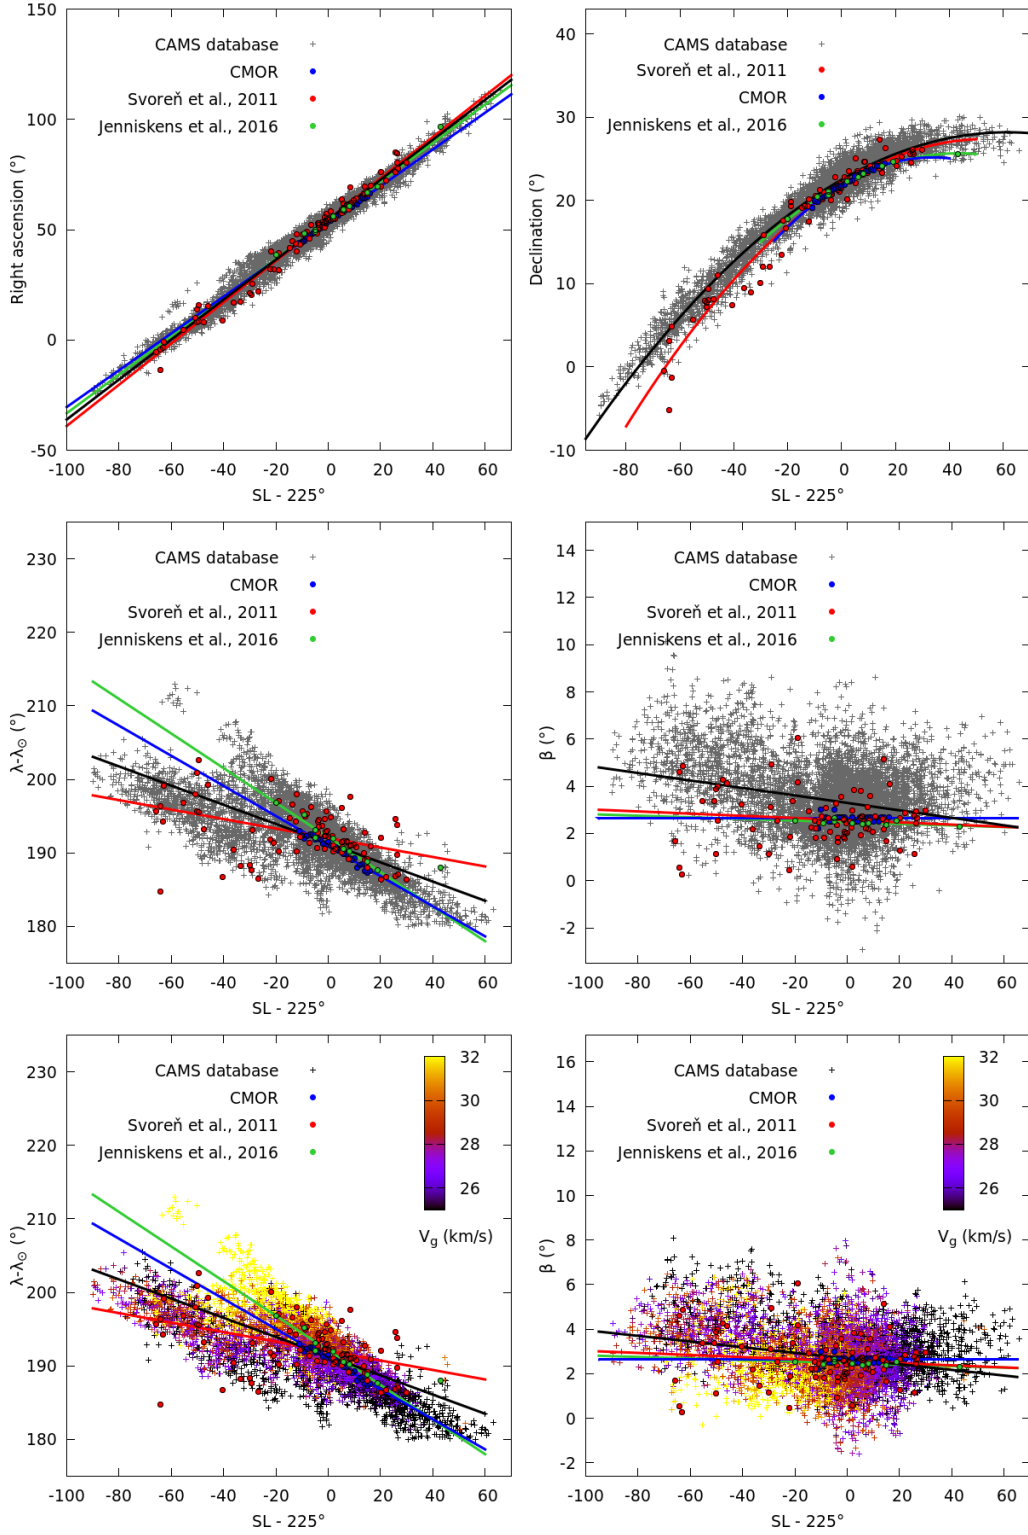 150
100
50
0
-50
-100 -80 -60 -40 -20 0 20 40 60
Right ascension (°)
SL - 225°
CAMS database
CMOR
Svoreň et al., 2011
Jenniskens et al., 2016
40
30
20
10
0
-10
-80 -60 -40 -20 0 20 40 60
Declination (°)
SL - 225°
CAMS database
Svoreň et al., 2011
CMOR
Jenniskens et al., 2016
230
220
210
200
190
180
-100 -80 -60 -40 -20 0 20 40 60
λ-λ☉ (°)
SL - 225°
CAMS database
CMOR
Svoreň et al., 2011
Jenniskens et al., 2016
14
12
10
8
6
4
2
0
-2
-100 -80 -60 -40 -20 0 20 40 60
β (°)
SL - 225°
CAMS database
CMOR
Svoreň et al., 2011
Jenniskens et al., 2016
230
220
210
200
190
180
-100 -80 -60 -40 -20 0 20 40 60
λ-λ☉ (°)
SL - 225°
CAMS database
CMOR
Svoreň et al., 2011
Jenniskens et al., 2016
32
30
28
26
Vg (km/s)
16
14
12
10
8
6
4
2
0
-2
-100 -80 -60 -40 -20 0 20 40 60
β (°)
SL - 225°
CAMS database
CMOR
Svoreň et al., 2011
Jenniskens et al., 2016
32
30
28
26
Vg (km/s)